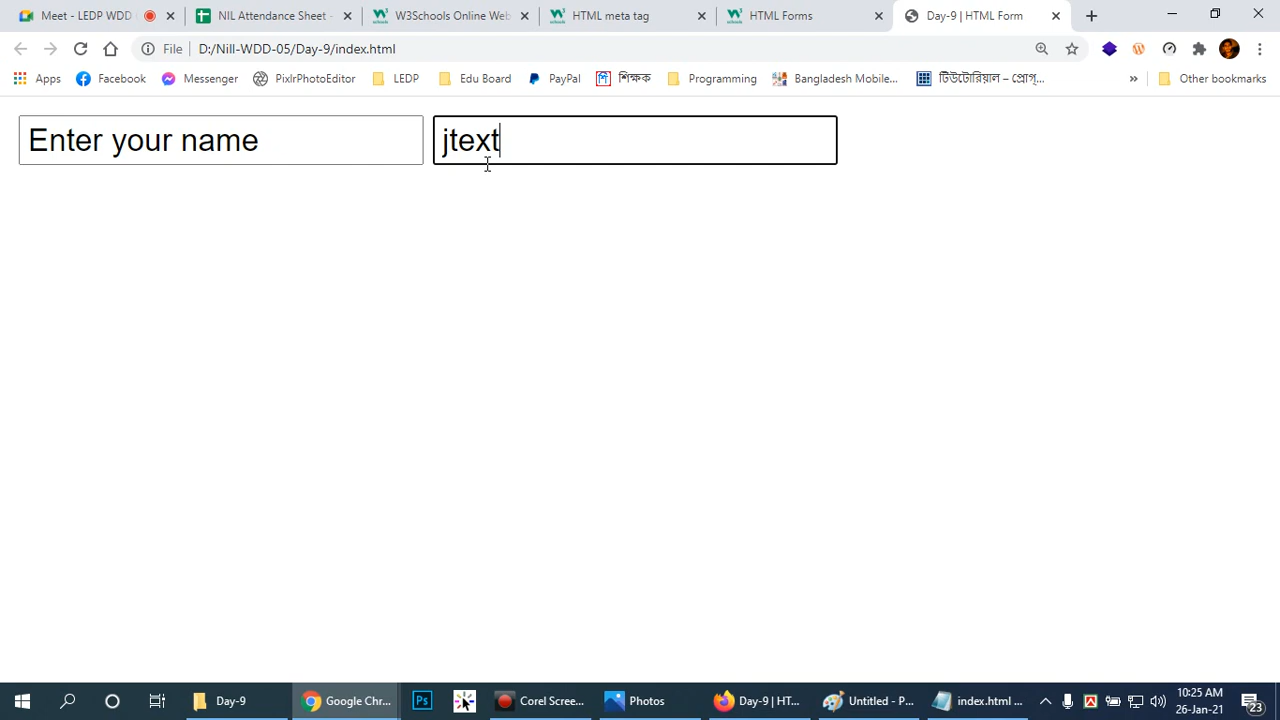 Meet - LEDP WDD
NIL Attendance Sheet -
W3Schools Online Web
HTML meta tag
HTML Forms
Day-9 | HTML Form
File
D:/Nill-WDD-05/Day-9/index.html
Apps
Facebook
Messenger
PixlrPhotoEditor
LEDP
Edu Board
PayPal
শিক্ষক
Programming
Bangladesh Mobile...
টিউটোরিয়াল – প্রোগ্...
»
Other bookmarks
Enter your name
jtext
Day-9
Google Chr...
Corel Scree...
Photos
Day-9 | HT...
Untitled - P...
index.html ...
10:25 AM
26-Jan-21
23